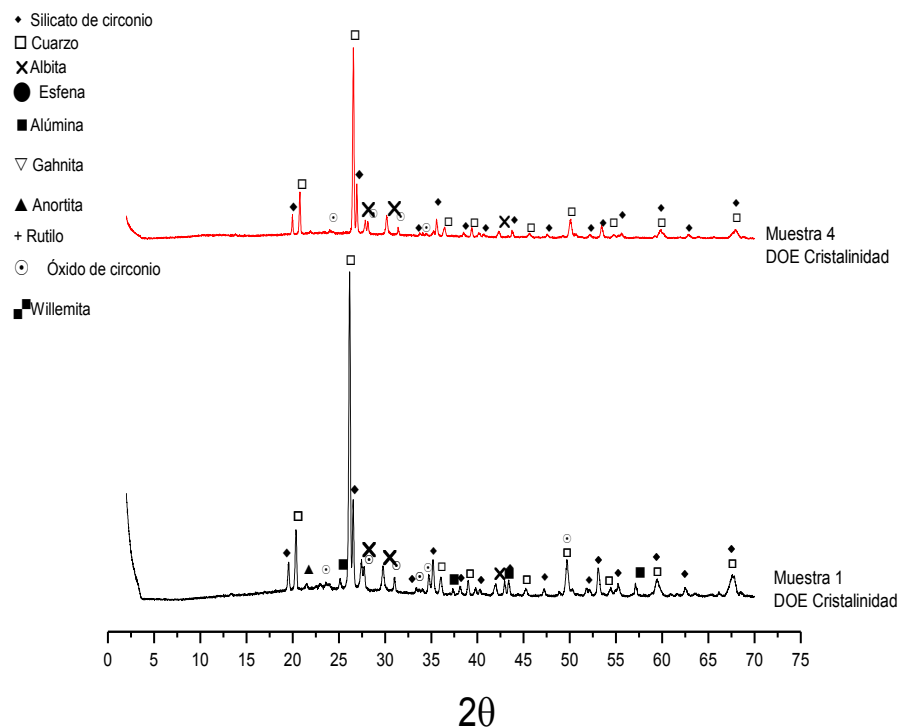 Silicato de circonio
Cuarzo
Albita
Esfena
Alúmina
Gahnita
Anortita
+ Rutilo
Óxido de circonio
Willemita
Muestra 4
DOE Cristalinidad
Muestra 1
DOE Cristalinidad
0 5 10 15 20 25 30 35 40 45 50 55 60 65 70 75
2θ